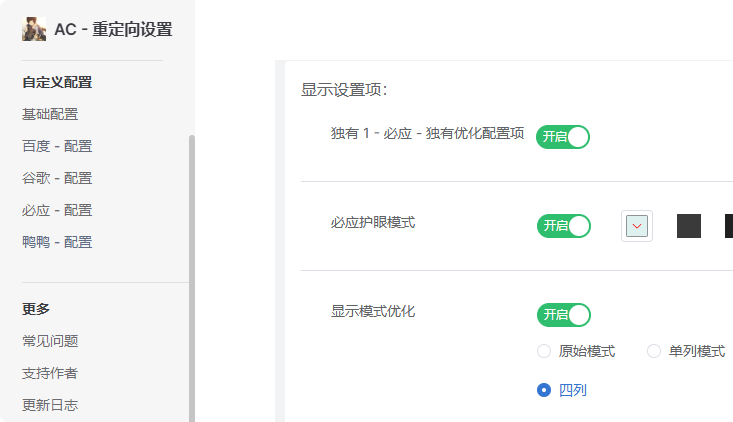 AC - 重定向设置
自定义配置
基础配置
百度 - 配置
谷歌 - 配置
必应 - 配置
鸭鸭 - 配置
更多
常见问题
支持作者
更新日志
显示设置项：
独有 1 - 必应 - 独有优化配置项 开启
必应护眼模式 开启
显示模式优化 开启
原始模式 单列模式
四列